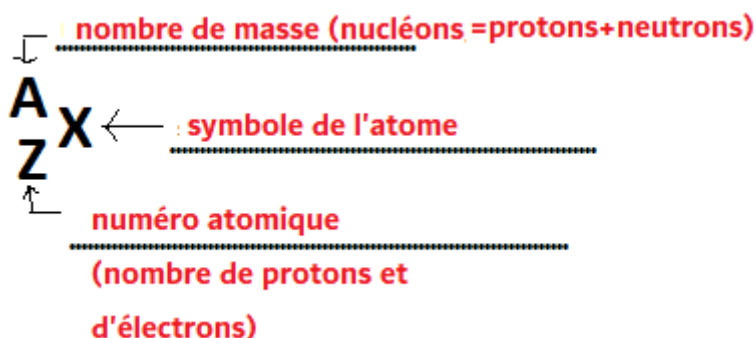 nombre de masse (nucléons =protons+neutrons)
A
X
symbole de l'atome
Z
numéro atomique
(nombre de protons et
d'électrons)